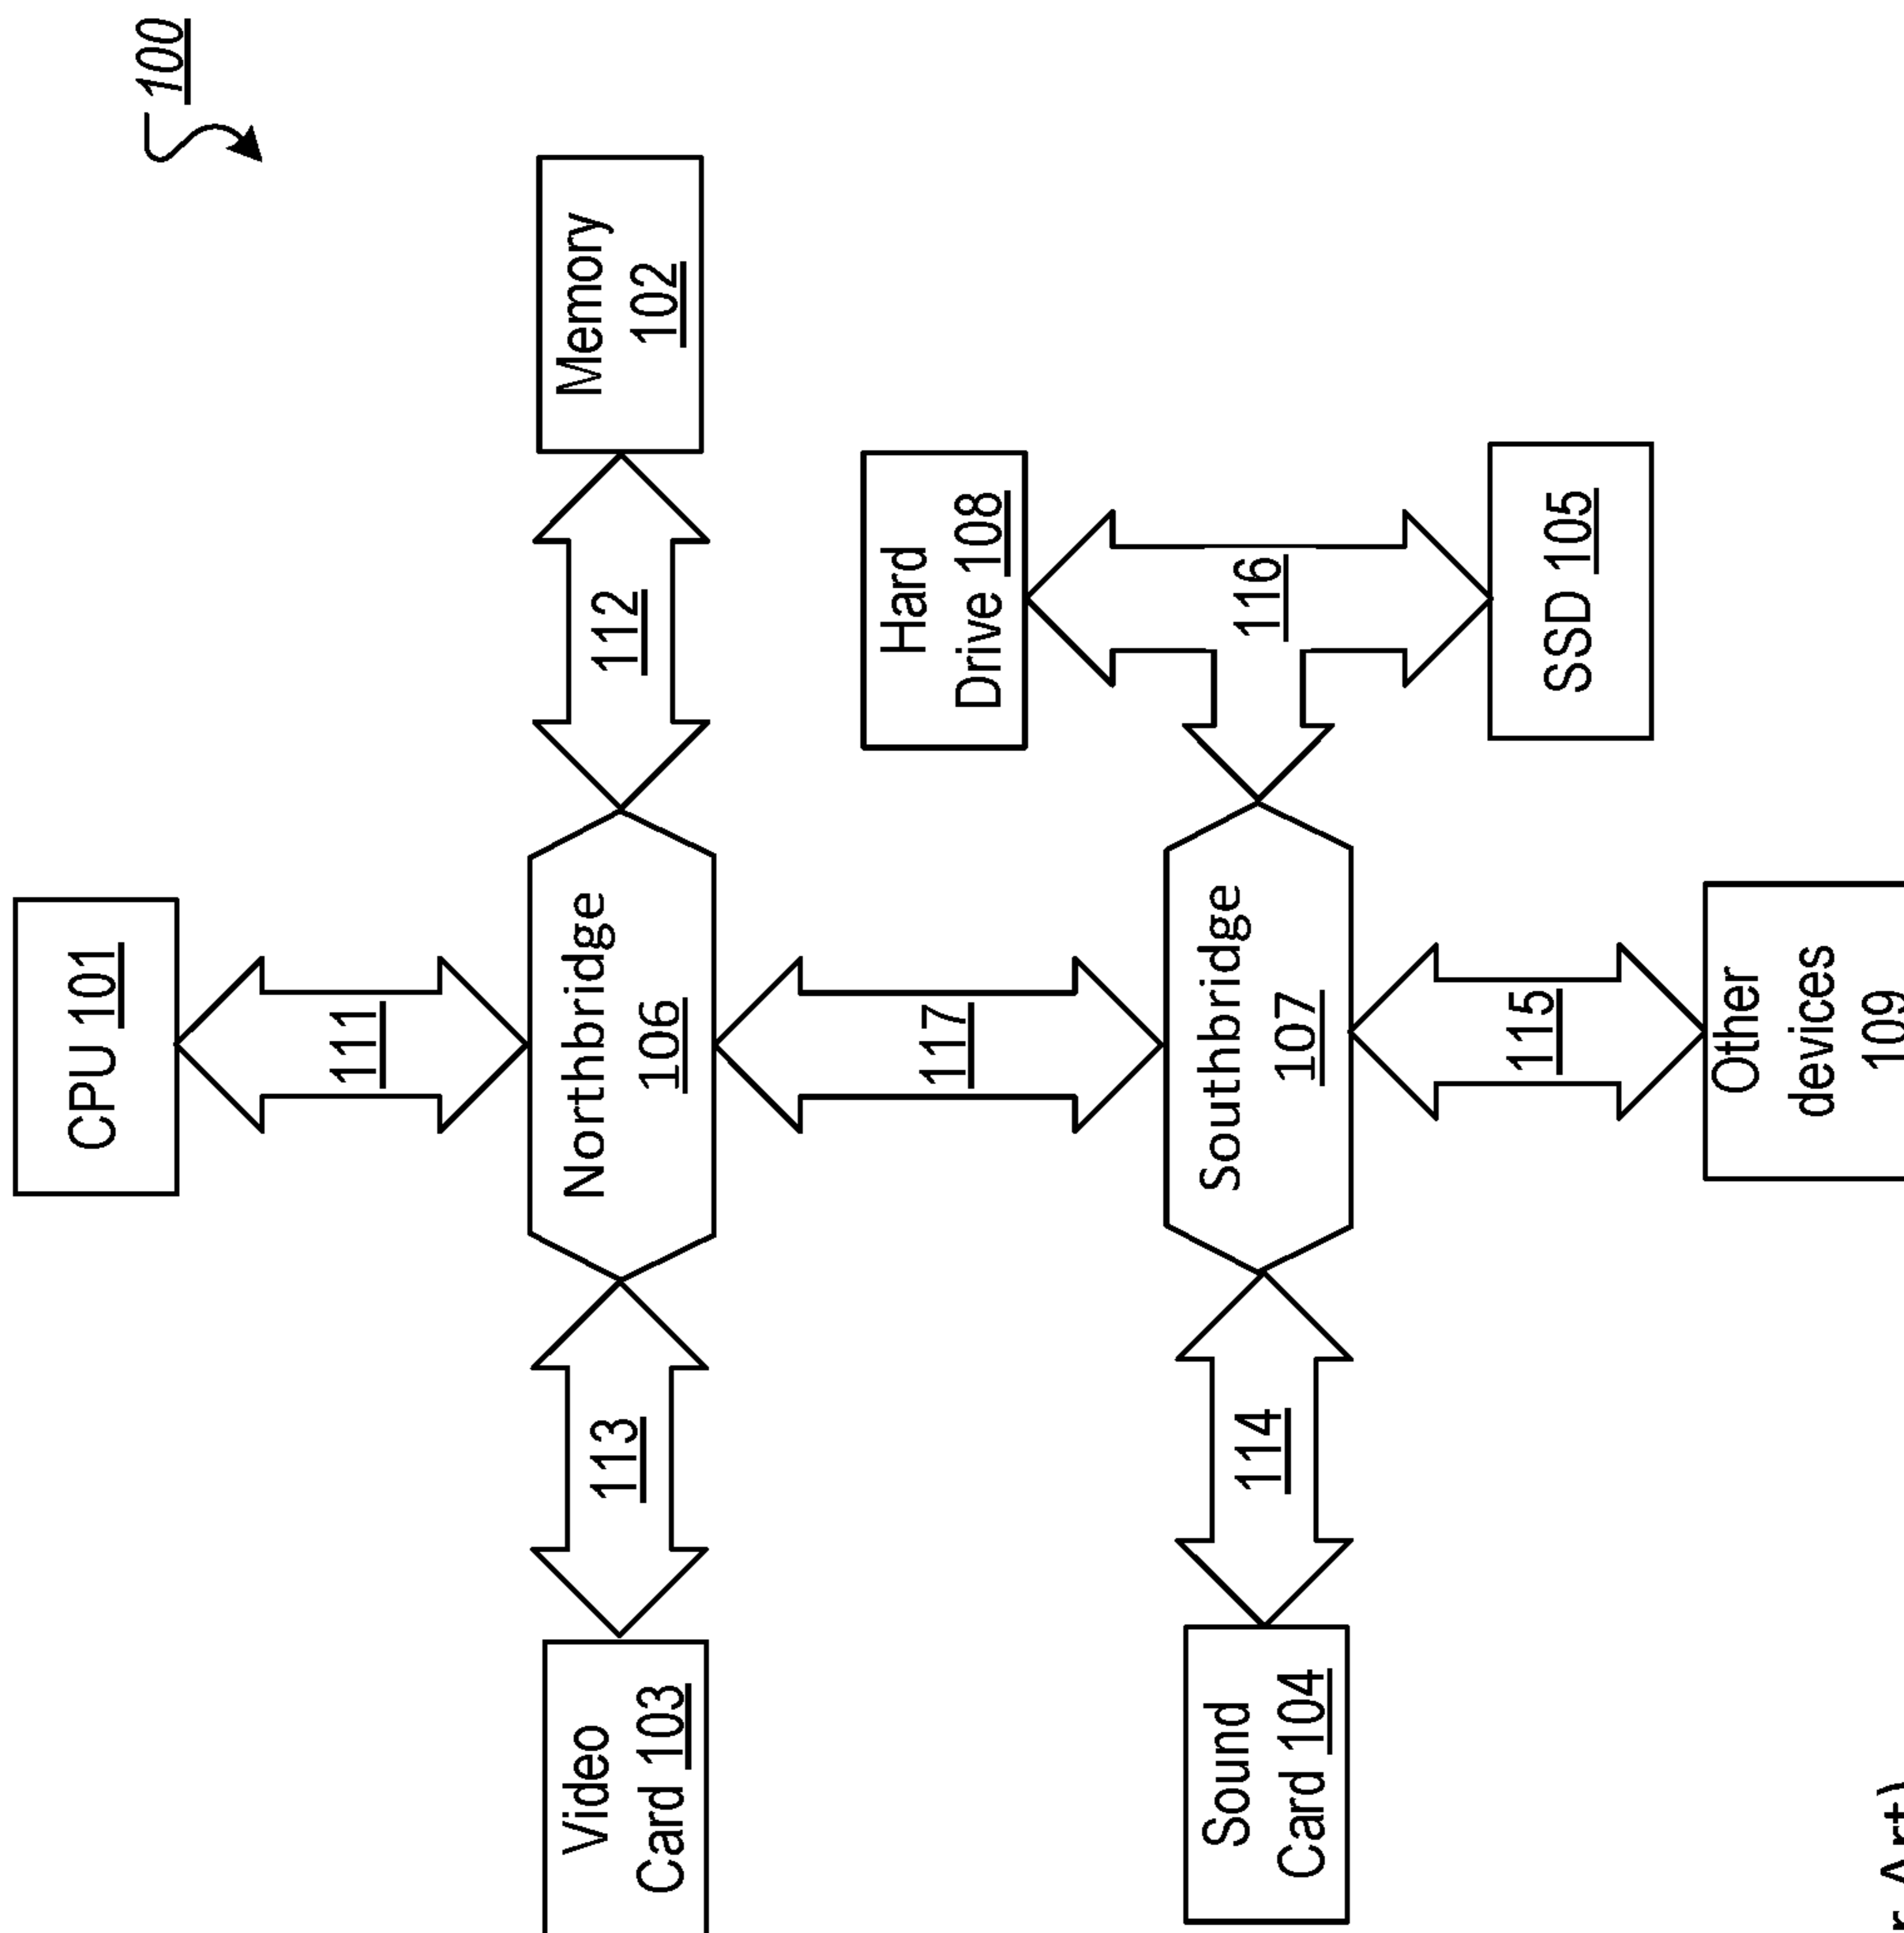 100
CPU 101
111
Video
Card 103
113
Northbridge
106
112
Memory
102
117
Hard
Drive 108
Sound
Card 104
114
Southbridge
107
116
SSD 105
115
Other
devices
109
Art)